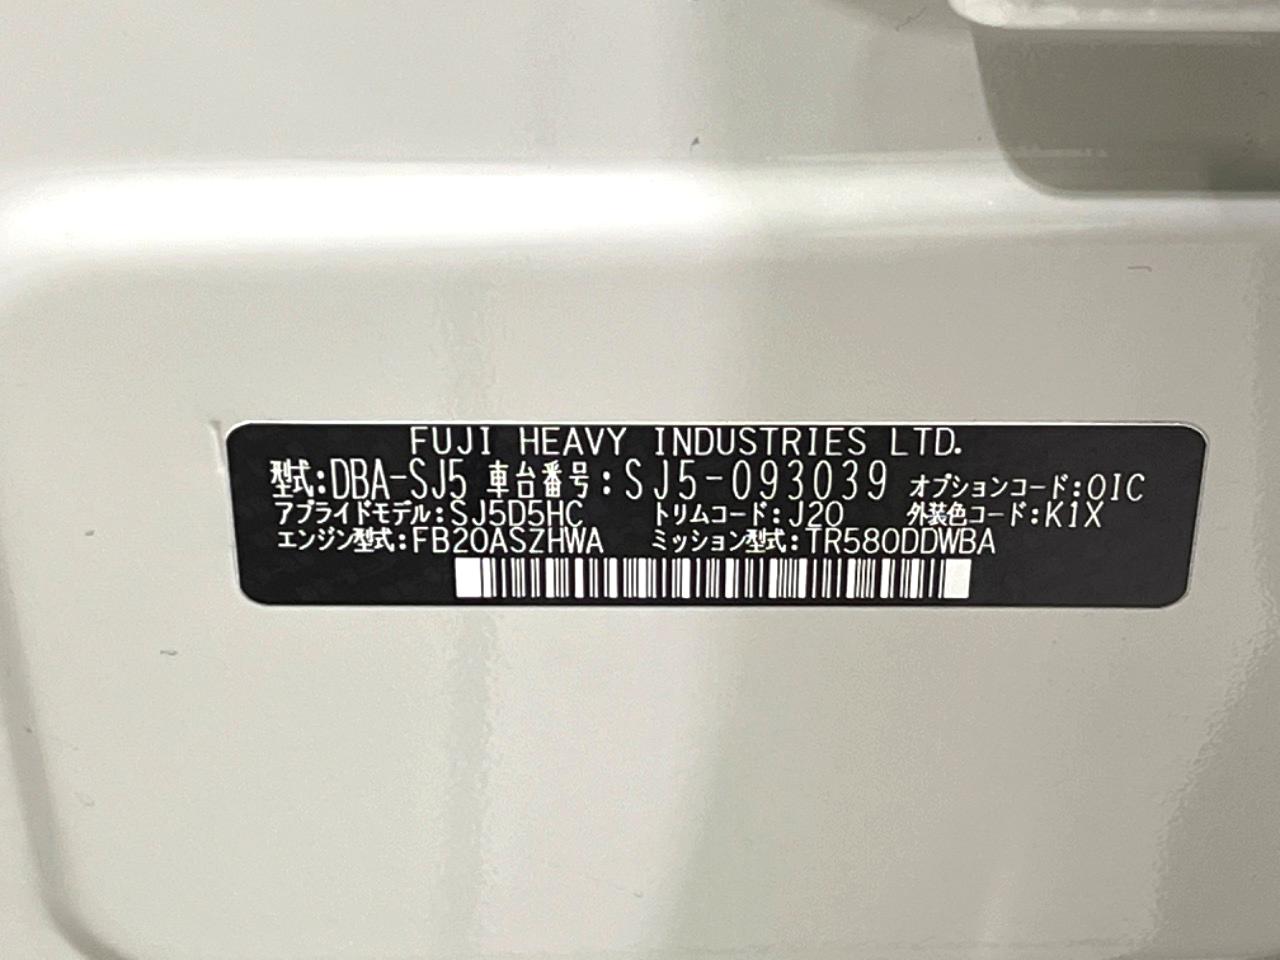 FUJI HEAVY INDUSTRIES LTD.
型式:DBA-SJ5 車台番号:SJ5-093039 オプションコード:OIC
アプライドモデル:SJ5D5HC トリムコード:J20 外装色コード:K1X
エンジン型式:FB20ASZHWA ミッション型式:TR580DDWBA